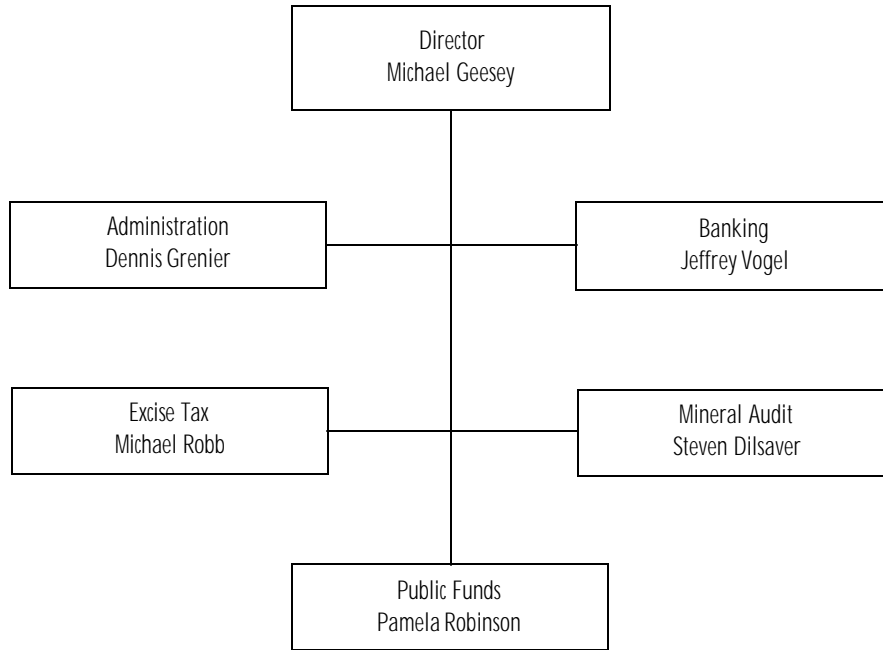 Director
Michael Geesey
Administration
Dennis Grenier
Banking
Jeffrey Vogel
Excise Tax
Michael Robb
Mineral Audit
Steven Dilsaver
Public Funds
Pamela Robinson